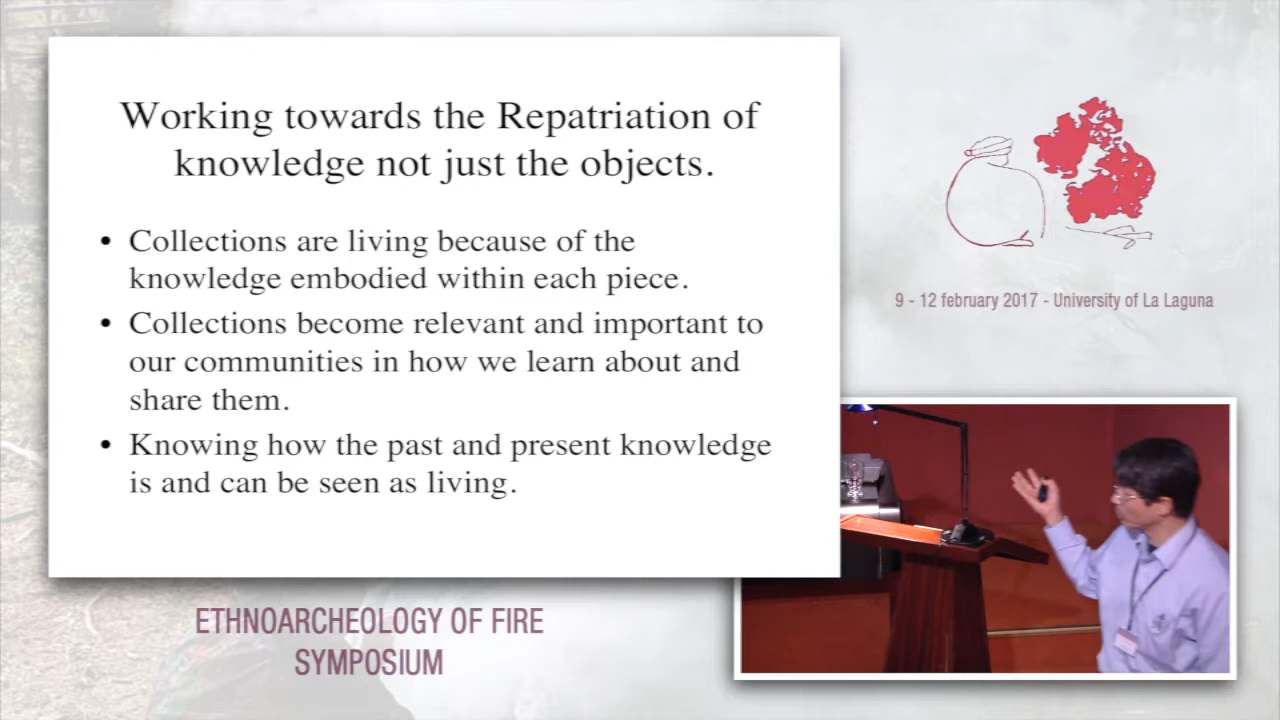 Working towards the Repatriation of
knowledge not just the objects.
• Collections are living because of the
knowledge embodied within each piece.
• Collections become relevant and important to
our communities in how we learn about and
share them.
• Knowing how the past and present knowledge
is and can be seen as living.
9 - 12 february 2017 - University of La Laguna
ETHNOARCHEOLOGY OF FIRE
SYMPOSIUM